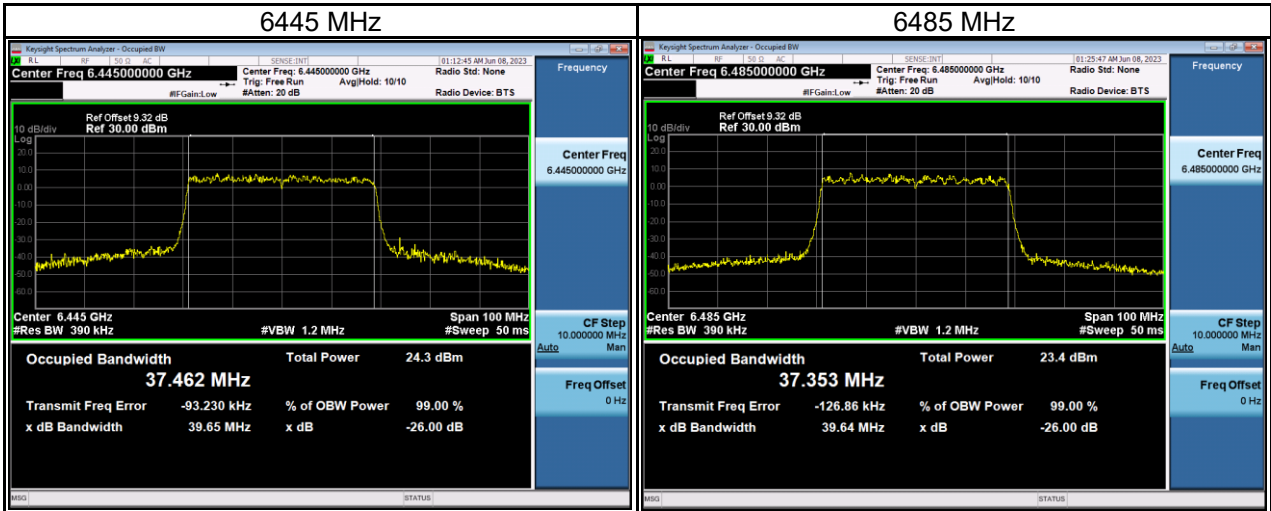 6445 MHz
Keysight Spectrum Analyzer - Occupied BW
RL RF 50 Ω AC SENSE:INT 01:12:45 AM Jun 08, 2023
Center Freq 6.445000000 GHz
Center Freq: 6.445000000 GHz Radio Std: None
Trig: Free Run Avg|Hold: 10/10
#IFGain:Low #Atten: 20 dB Radio Device: BTS
Ref Offset 9.32 dB
10 dB/div Ref 30.00 dBm
Log
20.0
10.0
0.00
-10.0
-20.0
-30.0
-40.0
-50.0
-60.0
Center 6.445 GHz Span 100 MHz
#Res BW 390 kHz #VBW 1.2 MHz #Sweep 50 ms
Occupied Bandwidth Total Power 24.3 dBm
37.462 MHz
Transmit Freq Error -93.230 kHz % of OBW Power 99.00 %
x dB Bandwidth 39.65 MHz x dB -26.00 dB
MSG STATUS
Frequency
Center Freq
6.445000000 GHz
CF Step
10.000000 MHz
Auto Man
Freq Offset
0 Hz
6485 MHz
Keysight Spectrum Analyzer - Occupied BW
RL RF 50 Ω AC SENSE:INT 01:25:47 AM Jun 08, 2023
Center Freq 6.485000000 GHz
Center Freq: 6.485000000 GHz Radio Std: None
Trig: Free Run Avg|Hold: 10/10
#IFGain:Low #Atten: 20 dB Radio Device: BTS
Ref Offset 9.32 dB
10 dB/div Ref 30.00 dBm
Log
20.0
10.0
0.00
-10.0
-20.0
-30.0
-40.0
-50.0
-60.0
Center 6.485 GHz Span 100 MHz
#Res BW 390 kHz #VBW 1.2 MHz #Sweep 50 ms
Occupied Bandwidth Total Power 23.4 dBm
37.353 MHz
Transmit Freq Error -126.86 kHz % of OBW Power 99.00 %
x dB Bandwidth 39.64 MHz x dB -26.00 dB
MSG STATUS
Frequency
Center Freq
6.485000000 GHz
CF Step
10.000000 MHz
Auto Man
Freq Offset
0 Hz